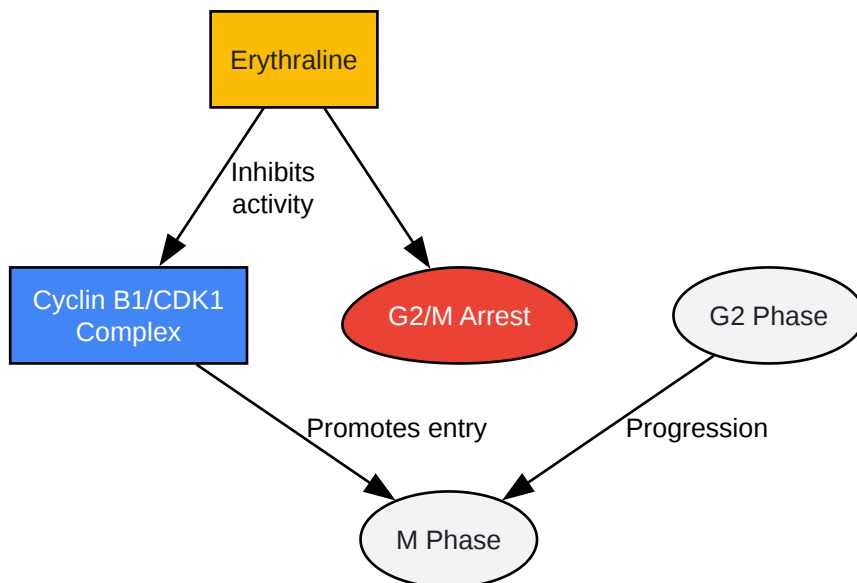 Erythraline
Inhibits
activity
Cyclin B1/CDK1
Complex
G2/M Arrest
G2 Phase
Promotes entry
Progression
M Phase